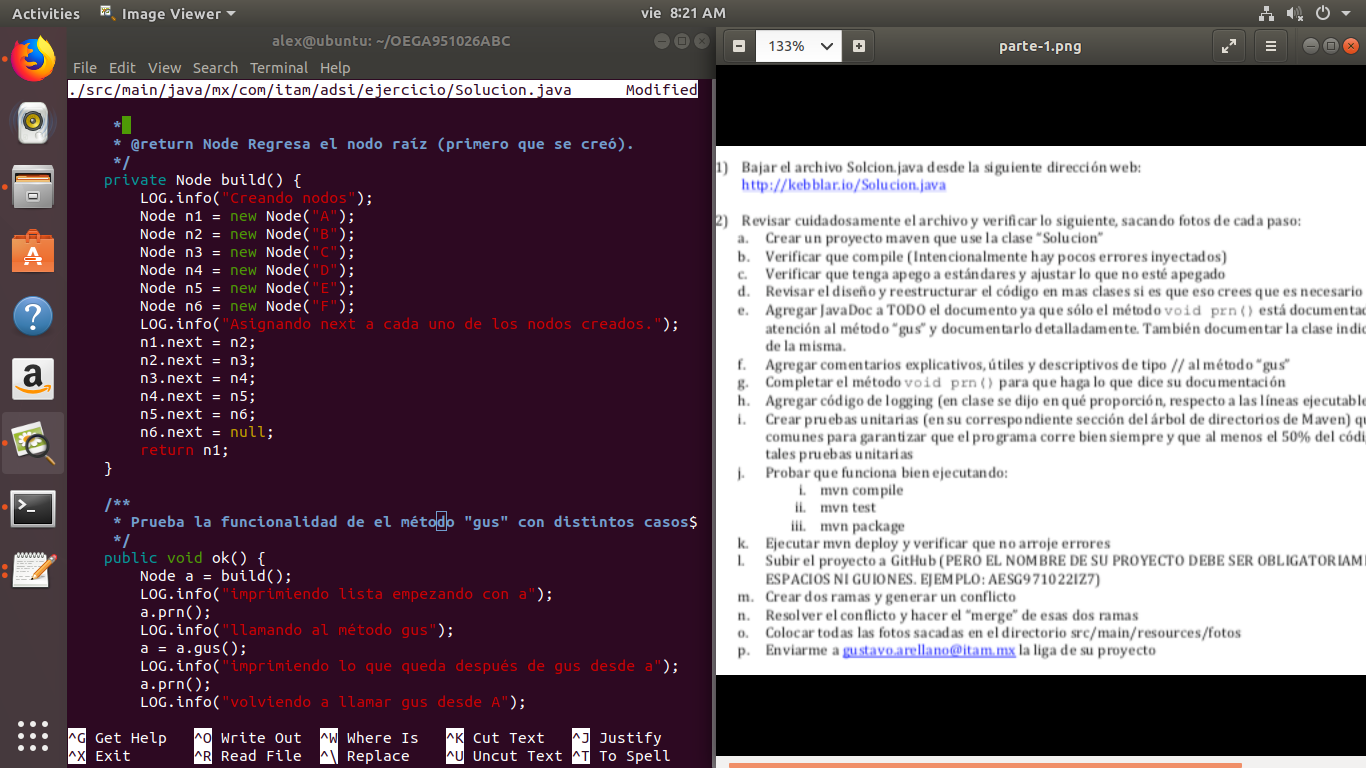 Activities Image Viewer vie 8:21 AM
alex@ubuntu: ~/OEGA951026ABC
File Edit View Search Terminal Help
./src/main/java/mx/com/itam/adsi/ejercicio/Solucion.java Modified
*
* @return Node Regresa el nodo raíz (primero que se creó).
*/
private Node build() {
LOG.info("Creando nodos");
Node n1 = new Node("A");
Node n2 = new Node("B");
Node n3 = new Node("C");
Node n4 = new Node("D");
Node n5 = new Node("E");
Node n6 = new Node("F");
LOG.info("Asignando next a cada uno de los nodos creados.");
n1.next = n2;
n2.next = n3;
n3.next = n4;
n4.next = n5;
n5.next = n6;
n6.next = null;
return n1;
}
/**
* Prueba la funcionalidad de el método "gus" con distintos casos$
*/
public void ok() {
Node a = build();
LOG.info("imprimiendo lista empezando con a");
a.prn();
LOG.info("llamando al método gus");
a = a.gus();
LOG.info("imprimiendo lo que queda después de gus desde a");
a.prn();
LOG.info("volviendo a llamar gus desde A");
^G Get Help ^O Write Out ^W Where Is ^K Cut Text ^J Justify
^X Exit ^R Read File ^\ Replace ^U Uncut Text ^T To Spell
133% parte-1.png
1) Bajar el archivo Solcion.java desde la siguiente dirección web:
http://kebblar.io/Solucion.java
2) Revisar cuidadosamente el archivo y verificar lo siguiente, sacando fotos de cada paso:
a. Crear un proyecto maven que use la clase “Solucion”
b. Verificar que compile (Intencionalmente hay pocos errores inyectados)
c. Verificar que tenga apego a estándares y ajustar lo que no esté apegado
d. Revisar el diseño y reestructurar el código en mas clases si es que eso crees que es necesario
e. Agregar JavaDoc a TODO el documento ya que sólo el método void prn() está documentad
atención al método “gus” y documentarlo detalladamente. También documentar la clase indic
de la misma.
f. Agregar comentarios explicativos, útiles y descriptivos de tipo // al método “gus”
g. Completar el método void prn() para que haga lo que dice su documentación
h. Agregar código de logging (en clase se dijo en qué proporción, respecto a las líneas ejecutable
i. Crear pruebas unitarias (en su correspondiente sección del árbol de directorios de Maven) qu
comunes para garantizar que el programa corre bien siempre y que al menos el 50% del códi
tales pruebas unitarias
j. Probar que funciona bien ejecutando:
i. mvn compile
ii. mvn test
iii. mvn package
k. Ejecutar mvn deploy y verificar que no arroje errores
l. Subir el proyecto a GitHub (PERO EL NOMBRE DE SU PROYECTO DEBE SER OBLIGATORIAME
ESPACIOS NI GUIONES. EJEMPLO: AESG971022IZ7)
m. Crear dos ramas y generar un conflicto
n. Resolver el conflicto y hacer el “merge” de esas dos ramas
o. Colocar todas las fotos sacadas en el directorio src/main/resources/fotos
p. Enviarme a gustavo.arellano@itam.mx la liga de su proyecto